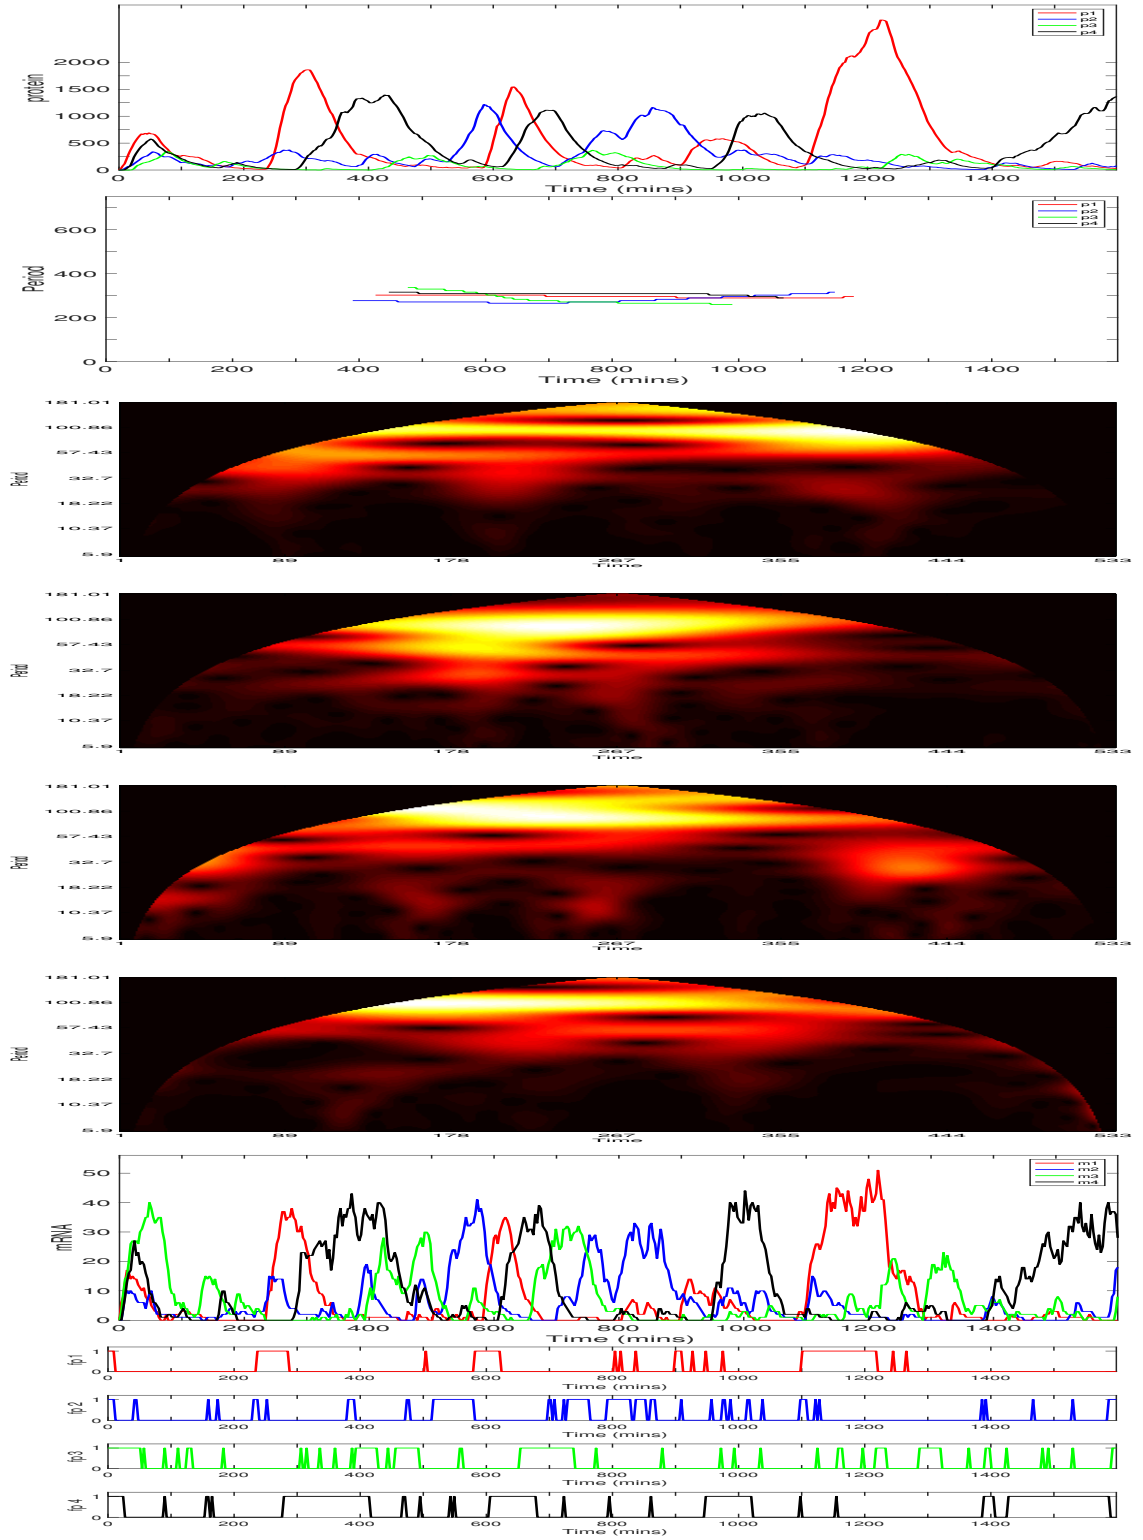 p1
p2
p3
p4
2000
1500
1000
500
0
protein
0 200 400 600 800 1000 1200 1400
Time (mins)
p1
p2
p3
p4
600
400
200
0
Period
0 200 400 600 800 1000 1200 1400
Time (mins)
181.01
100.86
57.43
32.7
18.22
10.37
5.9
Period
1 89 178 267 355 444 533
Time
181.01
100.86
57.43
32.7
18.22
10.37
5.9
Period
1 89 178 267 355 444 533
Time
181.01
100.86
57.43
32.7
18.22
10.37
5.9
Period
1 89 178 267 355 444 533
Time
181.01
100.86
57.43
32.7
18.22
10.37
5.9
Period
1 89 178 267 355 444 533
Time
m1
m2
m3
m4
50
40
30
20
10
0
mRNA
0 200 400 600 800 1000 1200 1400
Time (mins)
1
0
fp1
0 200 400 600 800 1000 1200 1400
Time (mins)
1
0
fp2
0 200 400 600 800 1000 1200 1400
Time (mins)
1
0
fp3
0 200 400 600 800 1000 1200 1400
Time (mins)
1
0
fp4
0 200 400 600 800 1000 1200 1400
Time (mins)